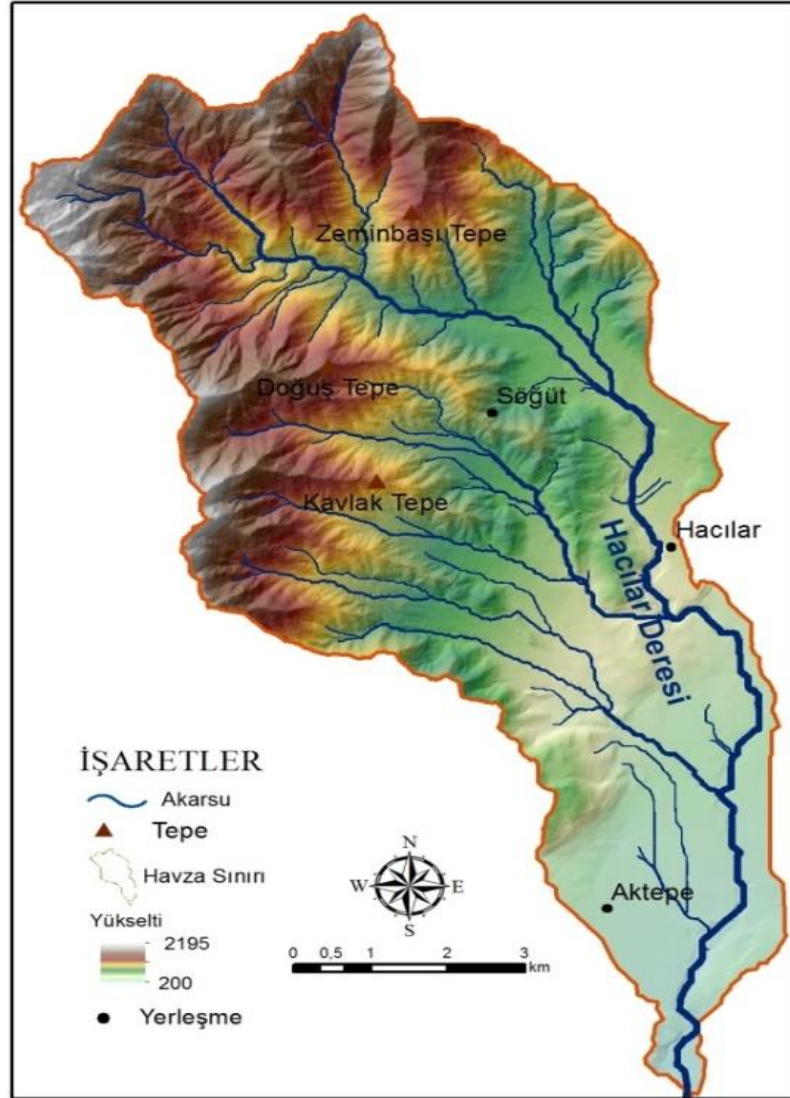 Zeminbaşı Tepe
Doğuş Tepe
Söğüt
Kavlak Tepe
Hacılar
Hacılar Deresi
İŞARETLER
Akarsu
Tepe
Havza Sınırı
Yükselti
2195
200
Yerleşme
N
W E
S
Aktepe
0 0,5 1 2 3
km